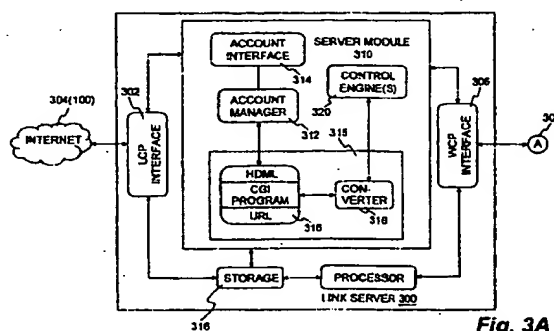 ACCOUNT
INTERFACE
314
SERVER MODULE
310
CONTROL
ENGINE(S)
320
304(100)
INTERNET
302
LCP
INTERFACE
ACCOUNT
MANAGER
312
315
306
WCP
INTERFACE
A
HDML
CGI
PROGRAM
URL
316
CON-
VERTER
318
STORAGE
316
PROCESSOR
LINK SERVER 300
Fig. 3A